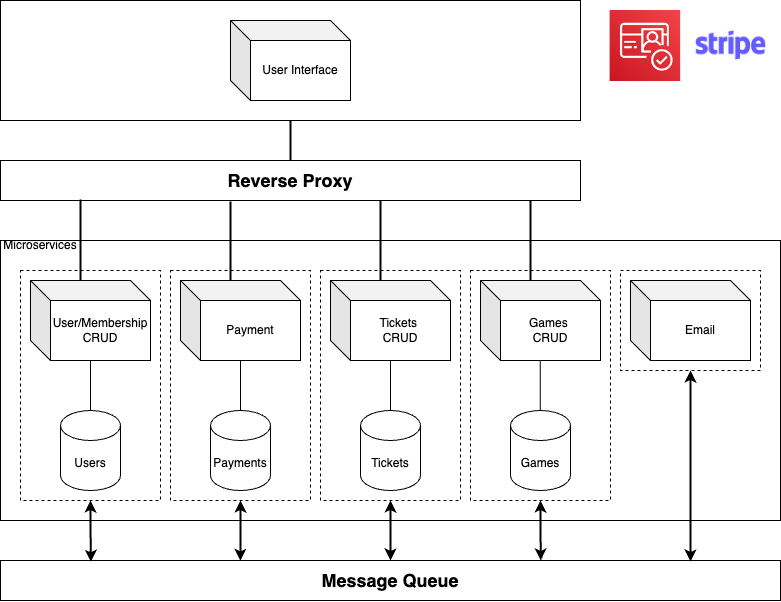 User Interface
stripe
Reverse Proxy
Microservices
User/Membership
CRUD
Payment
Tickets
CRUD
Games
CRUD
Email
Users
Payments
Tickets
Games
Message Queue